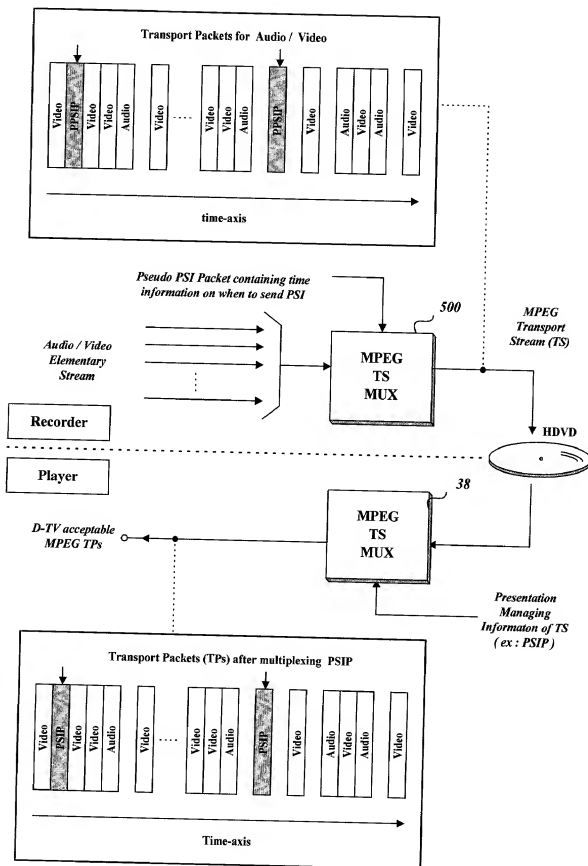 Transport Packets for Audio / Video
Video
PPSIP
Video
Video
Audio
Video
Video
Video
Audio
PPSIP
Video
Audio
Video
Audio
Video
time-axis
Pseudo PSI Packet containing time
information on when to send PSI
500
MPEG
Transport
Stream (TS)
Audio / Video
Elementary
Stream
MPEG
TS
MUX
HDVD
Recorder
Player
38
D-TV acceptable
MPEG TPs
MPEG
TS
MUX
Presentation
Managing
Informaton of TS
( ex : PSIP )
Transport Packets (TPs) after multiplexing PSIP
Video
PSIP
Video
Video
Audio
Video
Video
Video
Audio
PSIP
Video
Audio
Video
Audio
Video
Time-axis